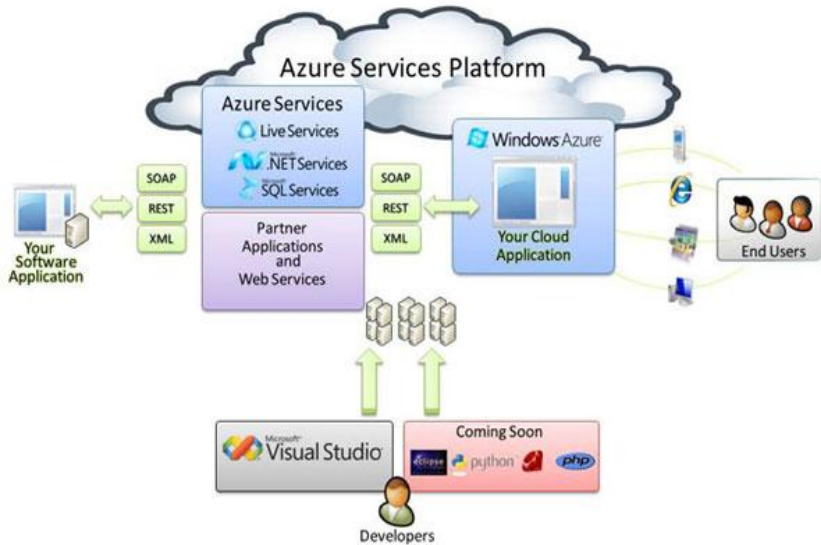 Azure Services Platform
Azure Services
Live Services
Microsoft
.NET Services
Microsoft
SQL Services
Partner
Applications
and
Web Services
SOAP
REST
XML
Your
Software
Application
SOAP
REST
XML
Windows Azure
Your Cloud
Application
End Users
Microsoft
Visual Studio
Coming Soon
eclipse
python
php
Developers